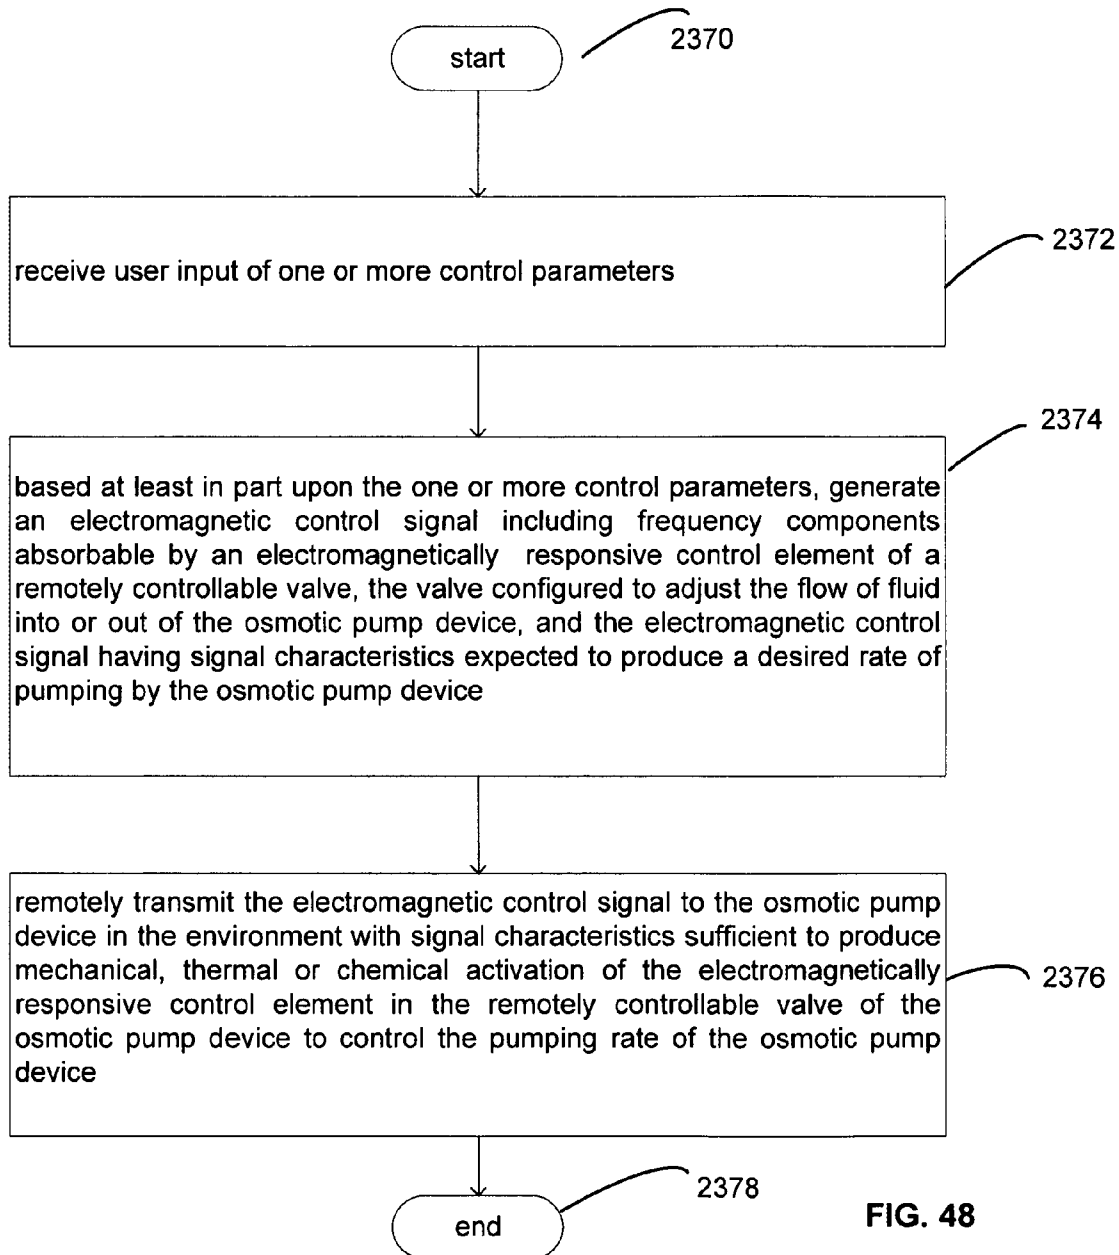 start
2370
receive user input of one or more control parameters
2372
2374
based at least in part upon the one or more control parameters, generate
an electromagnetic control signal including frequency components
absorbable by an electromagnetically responsive control element of a
remotely controllable valve, the valve configured to adjust the flow of fluid
into or out of the osmotic pump device, and the electromagnetic control
signal having signal characteristics expected to produce a desired rate of
pumping by the osmotic pump device
remotely transmit the electromagnetic control signal to the osmotic pump
device in the environment with signal characteristics sufficient to produce
mechanical, thermal or chemical activation of the electromagnetically
responsive control element in the remotely controllable valve of the
osmotic pump device to control the pumping rate of the osmotic pump
device
2376
2378
end
FIG. 48